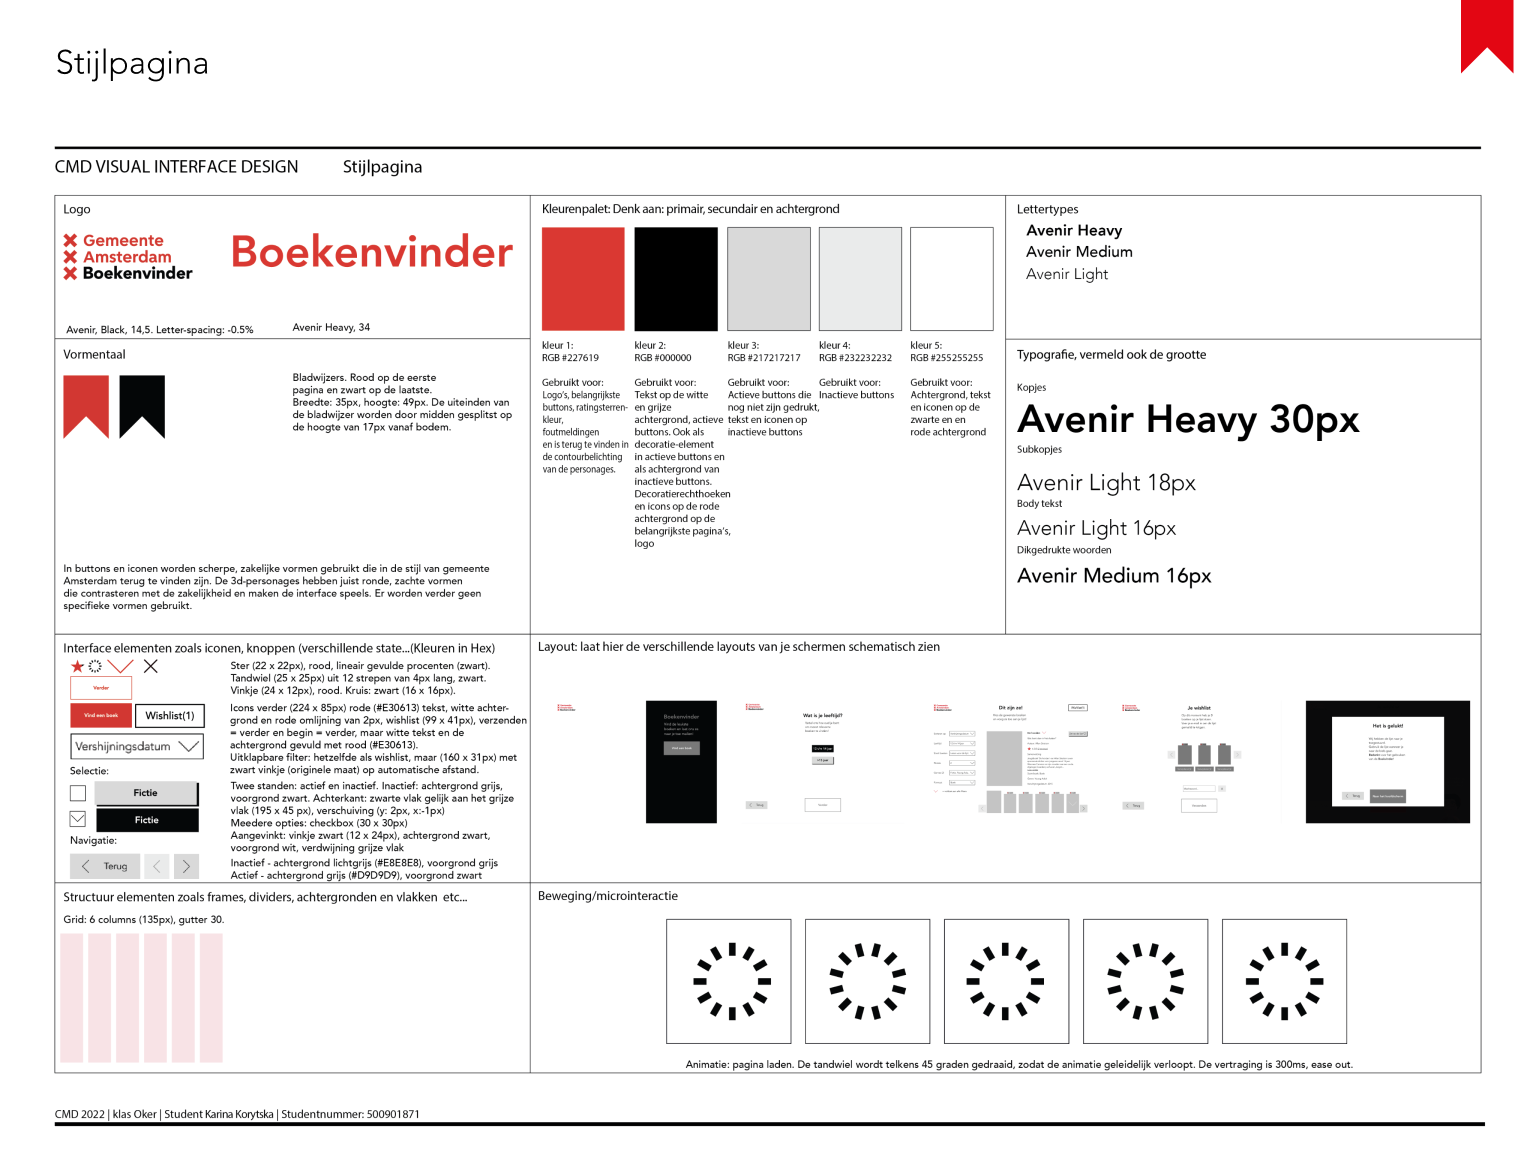 Stijlpagina
CMD VISUAL INTERFACE DESIGN Stijlpagina
Logo
Gemeente
Amsterdam
Boekenvinder
Boekenvinder
Avenir, Black, 14,5. Letter-spacing: -0.5%
Avenir Heavy, 34
Vormentaal
Bladwijzers. Rood op de eerste
pagina en zwart op de laatste.
Breedte: 35px, hoogte: 49px. De uiteinden van
de bladwijzer worden door midden gesplitst op
de hoogte van 17px vanaf bodem.
In buttons en iconen worden scherpe, zakelijke vormen gebruikt die in de stijl van gemeente
Amsterdam terug te vinden zijn. De 3d-personages hebben juist ronde, zachte vormen
die contrasteren met de zakelijkheid en maken de interface speels. Er worden verder geen
specifieke vormen gebruikt.
Kleurenpalet: Denk aan: primair, secundair en achtergrond
kleur 1:
RGB #227619
Gebruikt voor:
Logo's, belangrijkste
buttons, ratingsterren-
kleur,
foutmeldingen
en is terug te vinden in
de contourbelichting
van de personages.
kleur 2:
RGB #000000
Gebruikt voor:
Tekst op de witte
en grijze
achtergrond, actieve
buttons. Ook als
decoratie-element
in actieve buttons en
als achtergrond van
inactieve buttons.
Decoratierechthoeken
en icons op de rode
achtergrond op de
belangrijkste pagina's,
logo
kleur 3:
RGB #217217217
Gebruikt voor:
Actieve buttons die
nog niet zijn gedrukt,
tekst en iconen op
inactieve buttons
kleur 4:
RGB #232232232
Gebruikt voor:
Inactieve buttons
kleur 5:
RGB #255255255
Gebruikt voor:
Achtergrond, tekst
en iconen op de
zwarte en en
rode achtergrond
Lettertypes
Avenir Heavy
Avenir Medium
Avenir Light
Typografie, vermeld ook de grootte
Kopjes
Avenir Heavy 30px
Subkopjes
Avenir Light 18px
Body tekst
Avenir Light 16px
Dikgedrukte woorden
Avenir Medium 16px
Interface elementen zoals iconen, knoppen (verschillende state...(Kleuren in Hex)
Verder
Vind een boek
Wishlist(1)
Vershijningsdatum
Selectie:
Fictie
Fictie
Navigatie:
Terug
Ster (22 x 22px), rood, lineair gevulde procenten (zwart).
Tandwiel (25 x 25px) uit 12 strepen van 4px lang, zwart.
Vinkje (24 x 12px), rood. Kruis: zwart (16 x 16px).
Icons verder (224 x 85px) rode (#E30613) tekst, witte achter-
grond en rode omlijning van 2px, wishlist (99 x 41px), verzenden
= verder en begin = verder, maar witte tekst en de
achtergrond gevuld met rood (#E30613).
Uitklapbare filter: hetzelfde als wishlist, maar (160 x 31px) met
zwart vinkje (originele maat) op automatische afstand.
Twee standen: actief en inactief. Inactief: achtergrond grijs,
voorgrond zwart. Achterkant: zwarte vlak gelijk aan het grijze
vlak (195 x 45 px), verschuiving (y: 2px, x:-1px)
Meedere opties: checkbox (30 x 30px)
Aangevinkt: vinkje zwart (12 x 24px), achtergrond zwart,
voorgrond wit, verdwijning grijze vlak
Inactief - achtergrond lichtgrijs (#E8E8E8), voorgrond grijs
Actief - achtergrond grijs (#D9D9D9), voorgrond zwart
Layout: laat hier de verschillende layouts van je schermen schematisch zien
Boekenvinder
Vind een boek
Wat is je leeftijd?
Terug
Dit zijn ze!
Je wishlist
Terug
Het is gelukt!
Terug
Structuur elementen zoals frames, dividers, achtergronden en vlakken etc...
Grid: 6 columns (135px), gutter 30.
Beweging/microinteractie
Animatie: pagina laden. De tandwiel wordt telkens 45 graden gedraaid, zodat de animatie geleidelijk verloopt. De vertraging is 300ms, ease out.
CMD 2022 | klas Oker | Student Karina Korytska | Studentnummer: 500901871